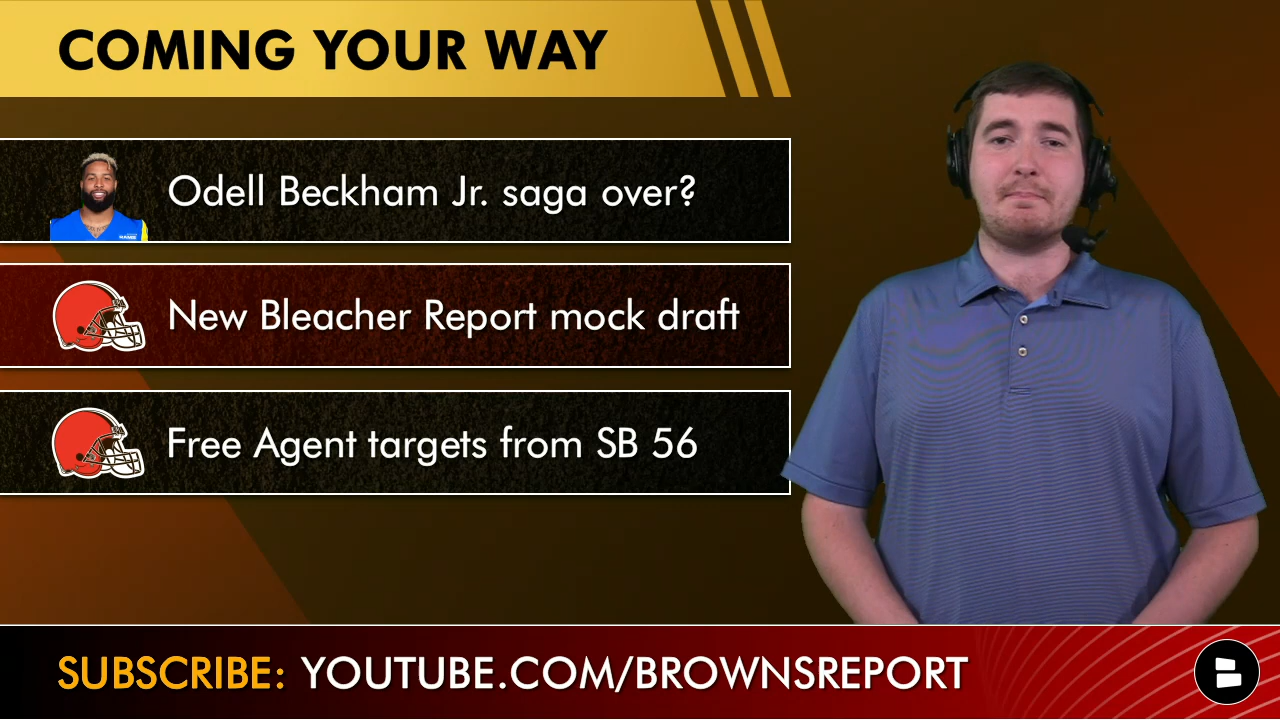 COMING YOUR WAY
Odell Beckham Jr. saga over?
New Bleacher Report mock draft
Free Agent targets from SB 56
SUBSCRIBE: YOUTUBE.COM/BROWNSREPORT